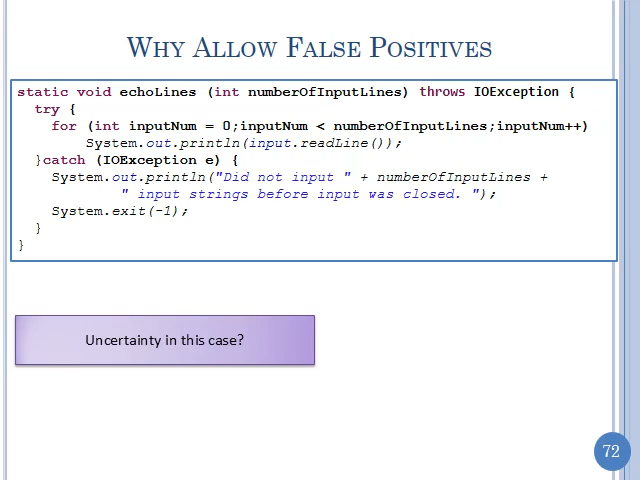 WHY ALLOW FALSE POSITIVES
static void echoLines (int numberOfInputLines) throws IOException {
try {
for (int inputNum = 0;inputNum < numberOfInputLines;inputNum++)
System.out.println(input.readLine());
}catch (IOException e) {
System.out.println("Did not input " + numberOfInputLines +
" input strings before input was closed. ");
System.exit(-1);
}
}
Uncertainty in this case?
72